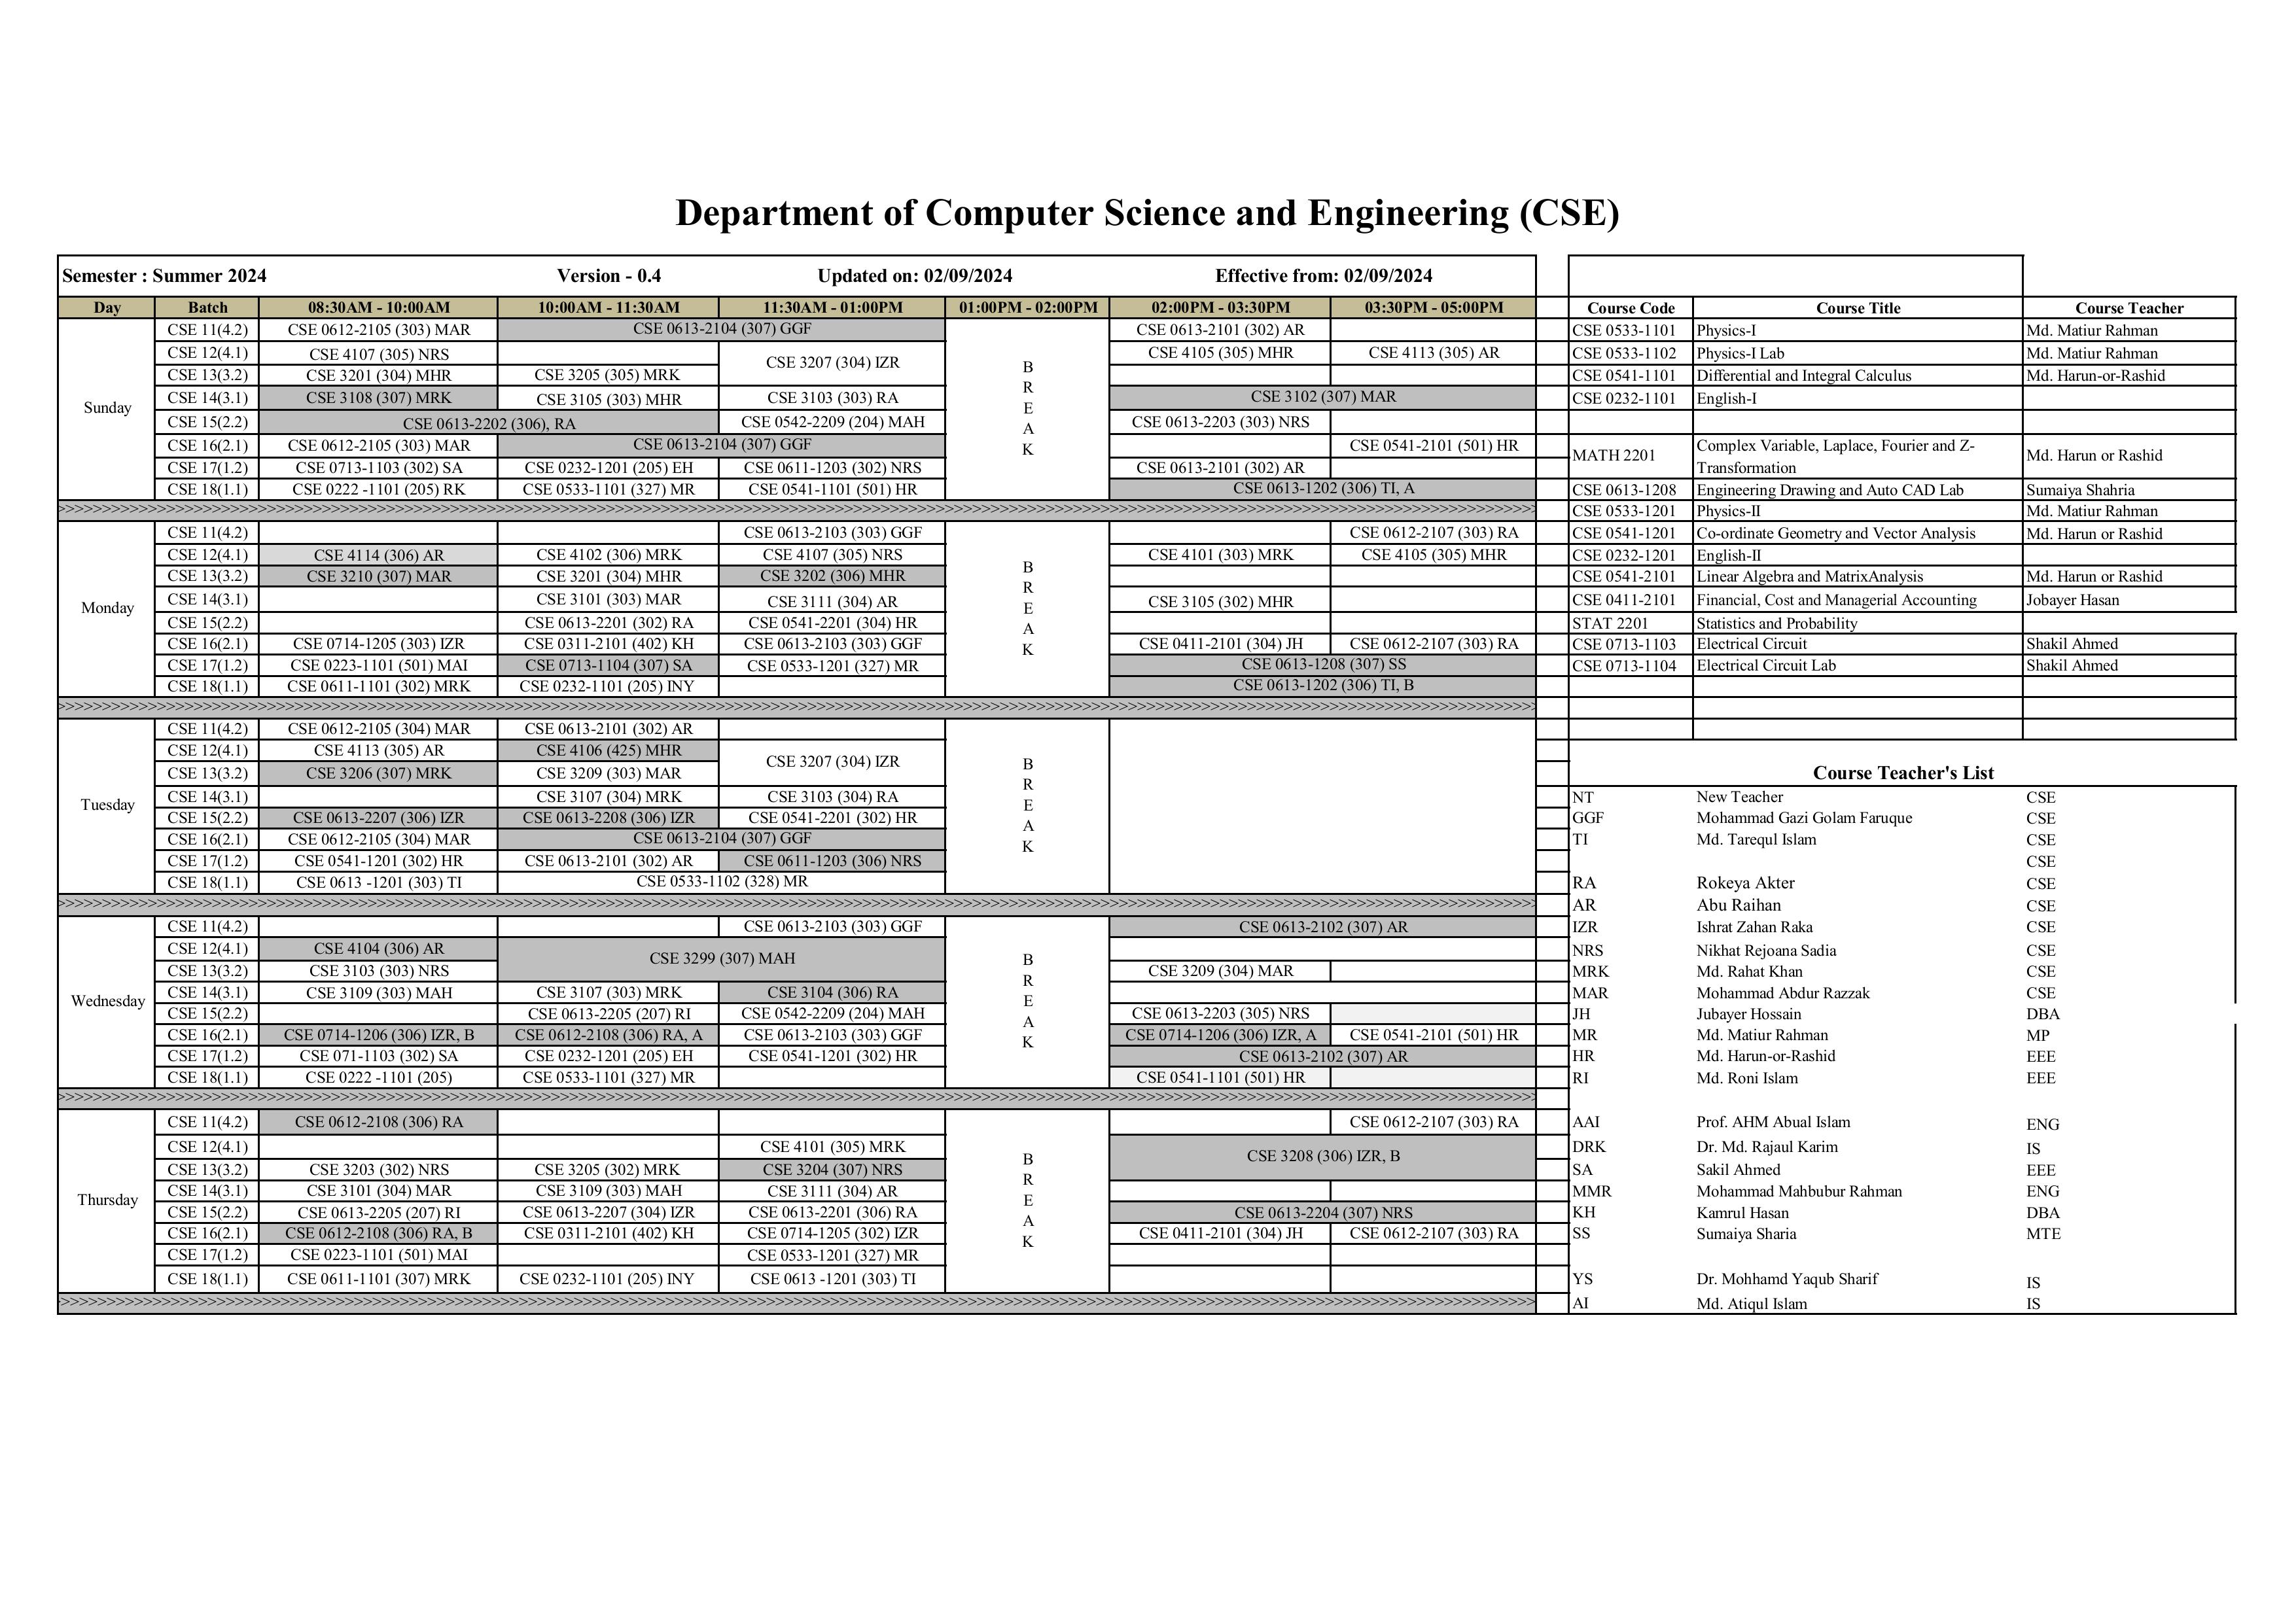 Department of Computer Science and Engineering (CSE)
Semester : Summer 2024 Version - 0.4 Updated on: 02/09/2024 Effective from: 02/09/2024
Day Batch 08:30AM - 10:00AM 10:00AM - 11:30AM 11:30AM - 01:00PM 01:00PM - 02:00PM 02:00PM - 03:30PM 03:30PM - 05:00PM
Sunday
CSE 11(4.2) CSE 0612-2105 (303) MAR CSE 0613-2104 (307) GGF CSE 0613-2101 (302) AR
CSE 12(4.1) CSE 4107 (305) NRS CSE 3207 (304) IZR CSE 4105 (305) MHR CSE 4113 (305) AR
CSE 13(3.2) CSE 3201 (304) MHR CSE 3205 (305) MRK
CSE 14(3.1) CSE 3108 (307) MRK CSE 3105 (303) MHR CSE 3103 (303) RA CSE 3102 (307) MAR
CSE 15(2.2) CSE 0613-2202 (306), RA CSE 0542-2209 (204) MAH CSE 0613-2203 (303) NRS
CSE 16(2.1) CSE 0612-2105 (303) MAR CSE 0613-2104 (307) GGF CSE 0541-2101 (501) HR
CSE 17(1.2) CSE 0713-1103 (302) SA CSE 0232-1201 (205) EH CSE 0611-1203 (302) NRS CSE 0613-2101 (302) AR
CSE 18(1.1) CSE 0222 -1101 (205) RK CSE 0533-1101 (327) MR CSE 0541-1101 (501) HR CSE 0613-1202 (306) TI, A
B
R
E
A
K
Monday
CSE 11(4.2) CSE 0613-2103 (303) GGF CSE 0612-2107 (303) RA
CSE 12(4.1) CSE 4114 (306) AR CSE 4102 (306) MRK CSE 4107 (305) NRS CSE 4101 (303) MRK CSE 4105 (305) MHR
CSE 13(3.2) CSE 3210 (307) MAR CSE 3201 (304) MHR CSE 3202 (306) MHR
CSE 14(3.1) CSE 3101 (303) MAR CSE 3111 (304) AR CSE 3105 (302) MHR
CSE 15(2.2) CSE 0613-2201 (302) RA CSE 0541-2201 (304) HR
CSE 16(2.1) CSE 0714-1205 (303) IZR CSE 0311-2101 (402) KH CSE 0613-2103 (303) GGF CSE 0411-2101 (304) JH CSE 0612-2107 (303) RA
CSE 17(1.2) CSE 0223-1101 (501) MAI CSE 0713-1104 (307) SA CSE 0533-1201 (327) MR CSE 0613-1208 (307) SS
CSE 18(1.1) CSE 0611-1101 (302) MRK CSE 0232-1101 (205) INY CSE 0613-1202 (306) TI, B
B
R
E
A
K
Tuesday
CSE 11(4.2) CSE 0612-2105 (304) MAR CSE 0613-2101 (302) AR
CSE 12(4.1) CSE 4113 (305) AR CSE 4106 (425) MHR CSE 3207 (304) IZR
CSE 13(3.2) CSE 3206 (307) MRK CSE 3209 (303) MAR
CSE 14(3.1) CSE 3107 (304) MRK CSE 3103 (304) RA
CSE 15(2.2) CSE 0613-2207 (306) IZR CSE 0613-2208 (306) IZR CSE 0541-2201 (302) HR
CSE 16(2.1) CSE 0612-2105 (304) MAR CSE 0613-2104 (307) GGF
CSE 17(1.2) CSE 0541-1201 (302) HR CSE 0613-2101 (302) AR CSE 0611-1203 (306) NRS
CSE 18(1.1) CSE 0613 -1201 (303) TI CSE 0533-1102 (328) MR
B
R
E
A
K
Wednesday
CSE 11(4.2) CSE 0613-2103 (303) GGF CSE 0613-2102 (307) AR
CSE 12(4.1) CSE 4104 (306) AR CSE 3299 (307) MAH
CSE 13(3.2) CSE 3103 (303) NRS CSE 3209 (304) MAR
CSE 14(3.1) CSE 3109 (303) MAH CSE 3107 (303) MRK CSE 3104 (306) RA
CSE 15(2.2) CSE 0613-2205 (207) RI CSE 0542-2209 (204) MAH CSE 0613-2203 (305) NRS
CSE 16(2.1) CSE 0714-1206 (306) IZR, B CSE 0612-2108 (306) RA, A CSE 0613-2103 (303) GGF CSE 0714-1206 (306) IZR, A CSE 0541-2101 (501) HR
CSE 17(1.2) CSE 071-1103 (302) SA CSE 0232-1201 (205) EH CSE 0541-1201 (302) HR CSE 0613-2102 (307) AR
CSE 18(1.1) CSE 0222 -1101 (205) CSE 0533-1101 (327) MR CSE 0541-1101 (501) HR
B
R
E
A
K
Thursday
CSE 11(4.2) CSE 0612-2108 (306) RA CSE 0612-2107 (303) RA
CSE 12(4.1) CSE 4101 (305) MRK CSE 3208 (306) IZR, B
CSE 13(3.2) CSE 3203 (302) NRS CSE 3205 (302) MRK CSE 3204 (307) NRS
CSE 14(3.1) CSE 3101 (304) MAR CSE 3109 (303) MAH CSE 3111 (304) AR
CSE 15(2.2) CSE 0613-2205 (207) RI CSE 0613-2207 (304) IZR CSE 0613-2201 (306) RA CSE 0613-2204 (307) NRS
CSE 16(2.1) CSE 0612-2108 (306) RA, B CSE 0311-2101 (402) KH CSE 0714-1205 (302) IZR CSE 0411-2101 (304) JH CSE 0612-2107 (303) RA
CSE 17(1.2) CSE 0223-1101 (501) MAI CSE 0533-1201 (327) MR
CSE 18(1.1) CSE 0611-1101 (307) MRK CSE 0232-1101 (205) INY CSE 0613 -1201 (303) TI
B
R
E
A
K
Course Code Course Title Course Teacher
CSE 0533-1101 Physics-I Md. Matiur Rahman
CSE 0533-1102 Physics-I Lab Md. Matiur Rahman
CSE 0541-1101 Differential and Integral Calculus Md. Harun-or-Rashid
CSE 0232-1101 English-I
MATH 2201 Complex Variable, Laplace, Fourier and Z- Md. Harun or Rashid
Transformation
CSE 0613-1208 Engineering Drawing and Auto CAD Lab Sumaiya Shahria
CSE 0533-1201 Physics-II Md. Matiur Rahman
CSE 0541-1201 Co-ordinate Geometry and Vector Analysis Md. Harun or Rashid
CSE 0232-1201 English-II
CSE 0541-2101 Linear Algebra and MatrixAnalysis Md. Harun or Rashid
CSE 0411-2101 Financial, Cost and Managerial Accounting Jobayer Hasan
STAT 2201 Statistics and Probability
CSE 0713-1103 Electrical Circuit Shakil Ahmed
CSE 0713-1104 Electrical Circuit Lab Shakil Ahmed
Course Teacher's List
NT New Teacher CSE
GGF Mohammad Gazi Golam Faruque CSE
TI Md. Tarequl Islam CSE
CSE
RA Rokeya Akter CSE
AR Abu Raihan CSE
IZR Ishrat Zahan Raka CSE
NRS Nikhat Rejoana Sadia CSE
MRK Md. Rahat Khan CSE
MAR Mohammad Abdur Razzak CSE
JH Jubayer Hossain DBA
MR Md. Matiur Rahman MP
HR Md. Harun-or-Rashid EEE
RI Md. Roni Islam EEE
AAI Prof. AHM Abual Islam ENG
DRK Dr. Md. Rajaul Karim IS
SA Sakil Ahmed EEE
MMR Mohammad Mahbubur Rahman ENG
KH Kamrul Hasan DBA
SS Sumaiya Sharia MTE
YS Dr. Mohhamd Yaqub Sharif IS
AI Md. Atiqul Islam IS